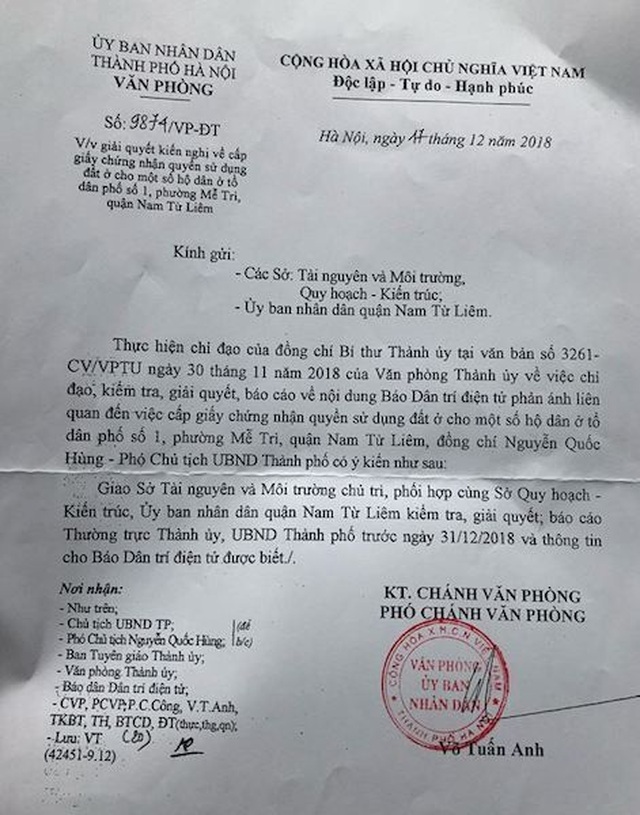 ỦY BAN NHÂN DÂN
THÀNH PHỐ HÀ NỘI
VĂN PHÒNG
CỘNG HÒA XÃ HỘI CHỦ NGHĨA VIỆT NAM
Độc lập - Tự do - Hạnh phúc
Số: 9874/VP-ĐT
Hà Nội, ngày 17 tháng 12 năm 2018
V/v giải quyết kiến nghị về cấp
giấy chứng nhận quyền sử dụng
đất ở cho một số hộ dân ở tổ
dân phố số 1, phường Mễ Trì,
quận Nam Từ Liêm
Kính gửi:
- Các Sở: Tài nguyên và Môi trường,
Quy hoạch - Kiến trúc;
- Ủy ban nhân dân quận Nam Từ Liêm.
Thực hiện chỉ đạo của đồng chí Bí thư Thành ủy tại văn bản số 3261-
CV/VPTU ngày 30 tháng 11 năm 2018 của Văn phòng Thành ủy về việc chỉ
đạo, kiểm tra, giải quyết, báo cáo về nội dung Báo Dân trí điện tử phản ánh liên
quan đến việc cấp giấy chứng nhận quyền sử dụng đất ở cho một số hộ dân ở tổ
dân phố số 1, phường Mễ Trì, quận Nam Từ Liêm, đồng chí Nguyễn Quốc
Hùng - Phó Chủ tịch UBND Thành phố có ý kiến như sau:
Giao Sở Tài nguyên và Môi trường chủ trì, phối hợp cùng Sở Quy hoạch -
Kiến trúc, Ủy ban nhân dân quận Nam Từ Liêm kiểm tra, giải quyết; báo cáo
Thường trực Thành ủy, UBND Thành phố trước ngày 31/12/2018 và thông tin
cho Báo Dân trí điện tử được biết./.
Nơi nhận:
- Như trên;
- Chủ tịch UBND TP;
- Phó Chủ tịch Nguyễn Quốc Hùng;
(để
b/c)
- Ban Tuyên giáo Thành ủy;
- Văn phòng Thành ủy;
- Báo dân Dân trí điện tử;
- CVP, PCVP.P.C.Công, V.T.Anh,
TKBT, TH, BTCD, ĐT(thực,thg,qn);
- Lưu: VT (20)
(42451-9.12)
KT. CHÁNH VĂN PHÒNG
PHÓ CHÁNH VĂN PHÒNG
CỘNG HÒA X.H.C.N VIỆT NAM
VĂN PHÒNG
ỦY BAN
NHÂN DÂN
THÀNH PHỐ HÀ NỘI
Võ Tuấn Anh